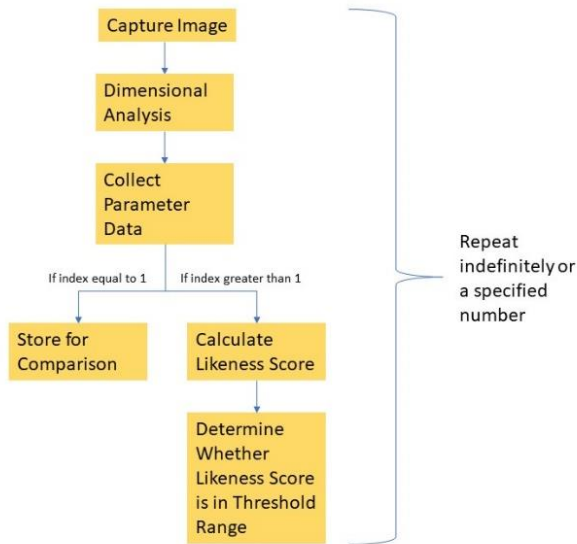 Capture Image
Dimensional
Analysis
Collect
Parameter
Data
If index equal to 1
If index greater than 1
Store for
Comparison
Calculate
Likeness Score
Determine
Whether
Likeness Score
is in Threshold
Range
Repeat
indefinitely or
a specified
number